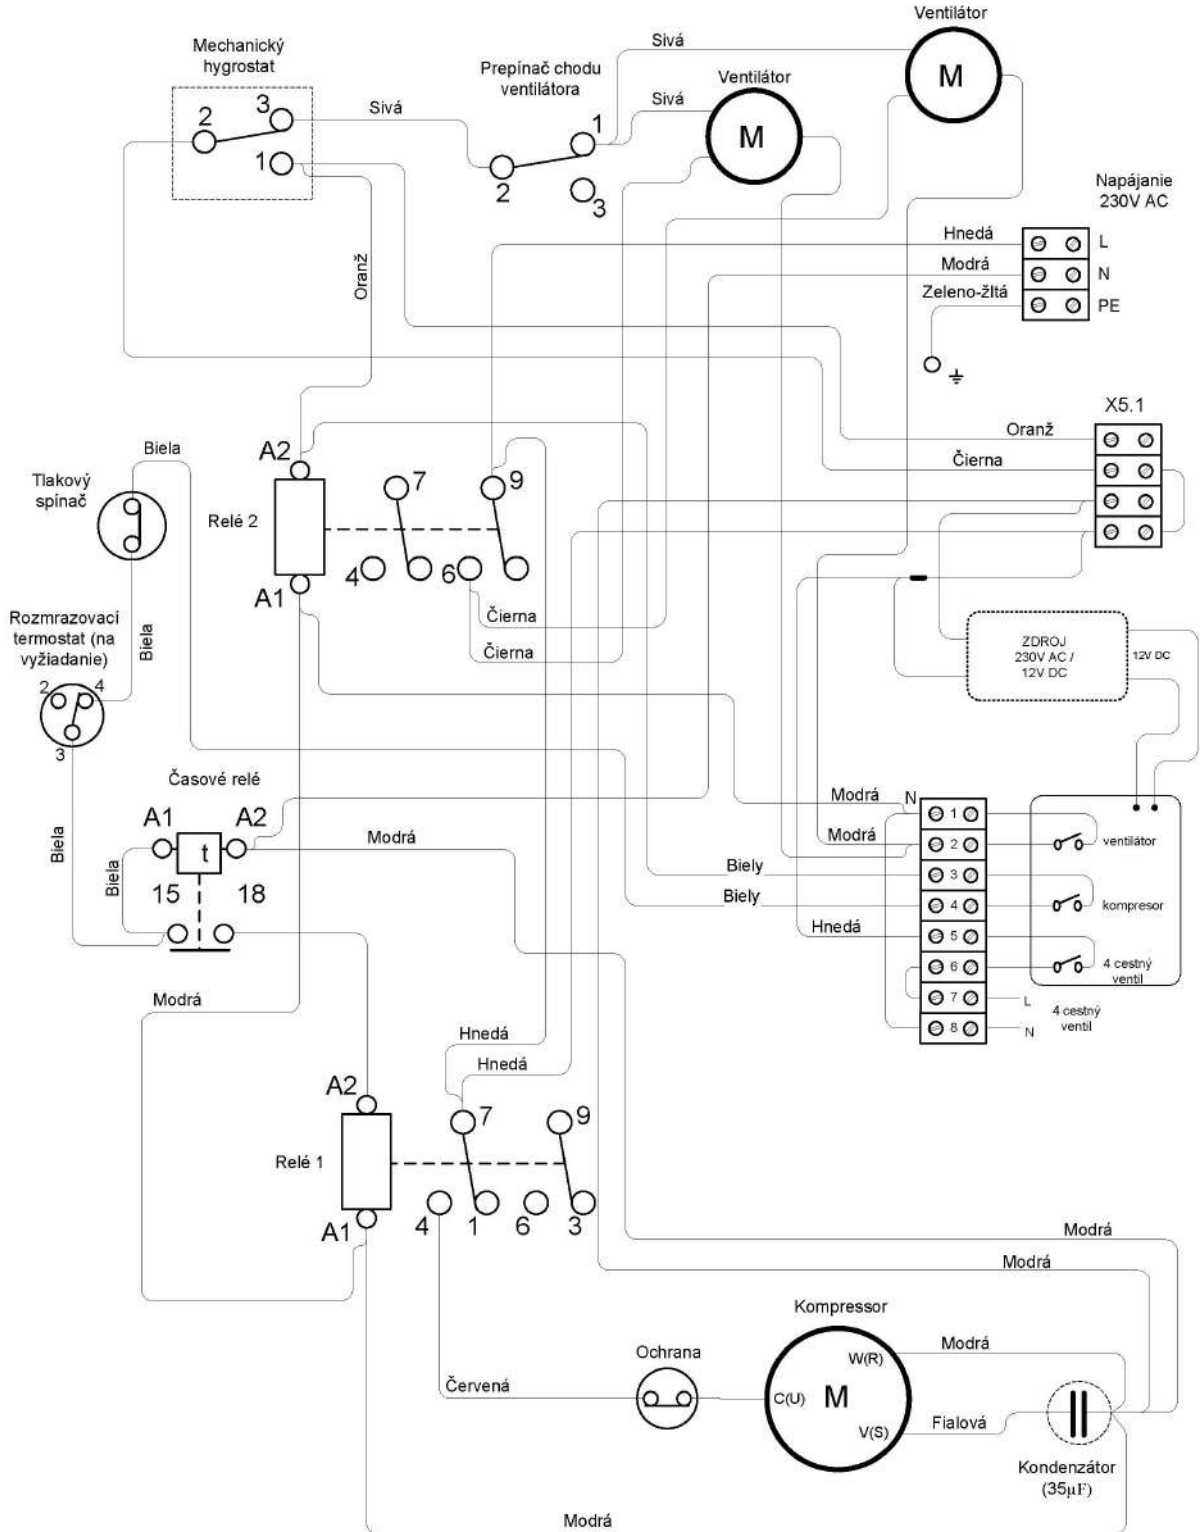 Ventilátor
M
Sivá
Mechanický
hygrostat
Prepínač chodu
ventilátora
Ventilátor
M
Sivá
3
2
1
Sivá
1
2
3
Napájanie
230V AC
Hnedá
L
Modrá
N
Zeleno-žltá
PE
Oranž
X5.1
Oranž
Čierna
Biela
Tlakový
spínač
A2
7
9
Relé 2
4
6
A1
Čierna
Čierna
Rozmrazovací
termostat (na
vyžiadanie)
Biela
2
4
3
ZDROJ
230V AC /
12V DC
12V DC
Časové relé
A1
A2
t
Modrá
Biela
Biela
15
18
Modrá
N
1
Modrá
2
ventilátor
Biely
3
Biely
4
kompresor
Hnedá
5
6
4 cestný
ventil
7
L
8
N
4 cestný
ventil
Modrá
Hnedá
Hnedá
A2
7
9
Relé 1
4
1
6
3
A1
Modrá
Modrá
Kompressor
Modrá
W(R)
Ochrana
Červená
C(U)
M
V(S)
Fialová
Kondenzátor
(35µF)
Modrá